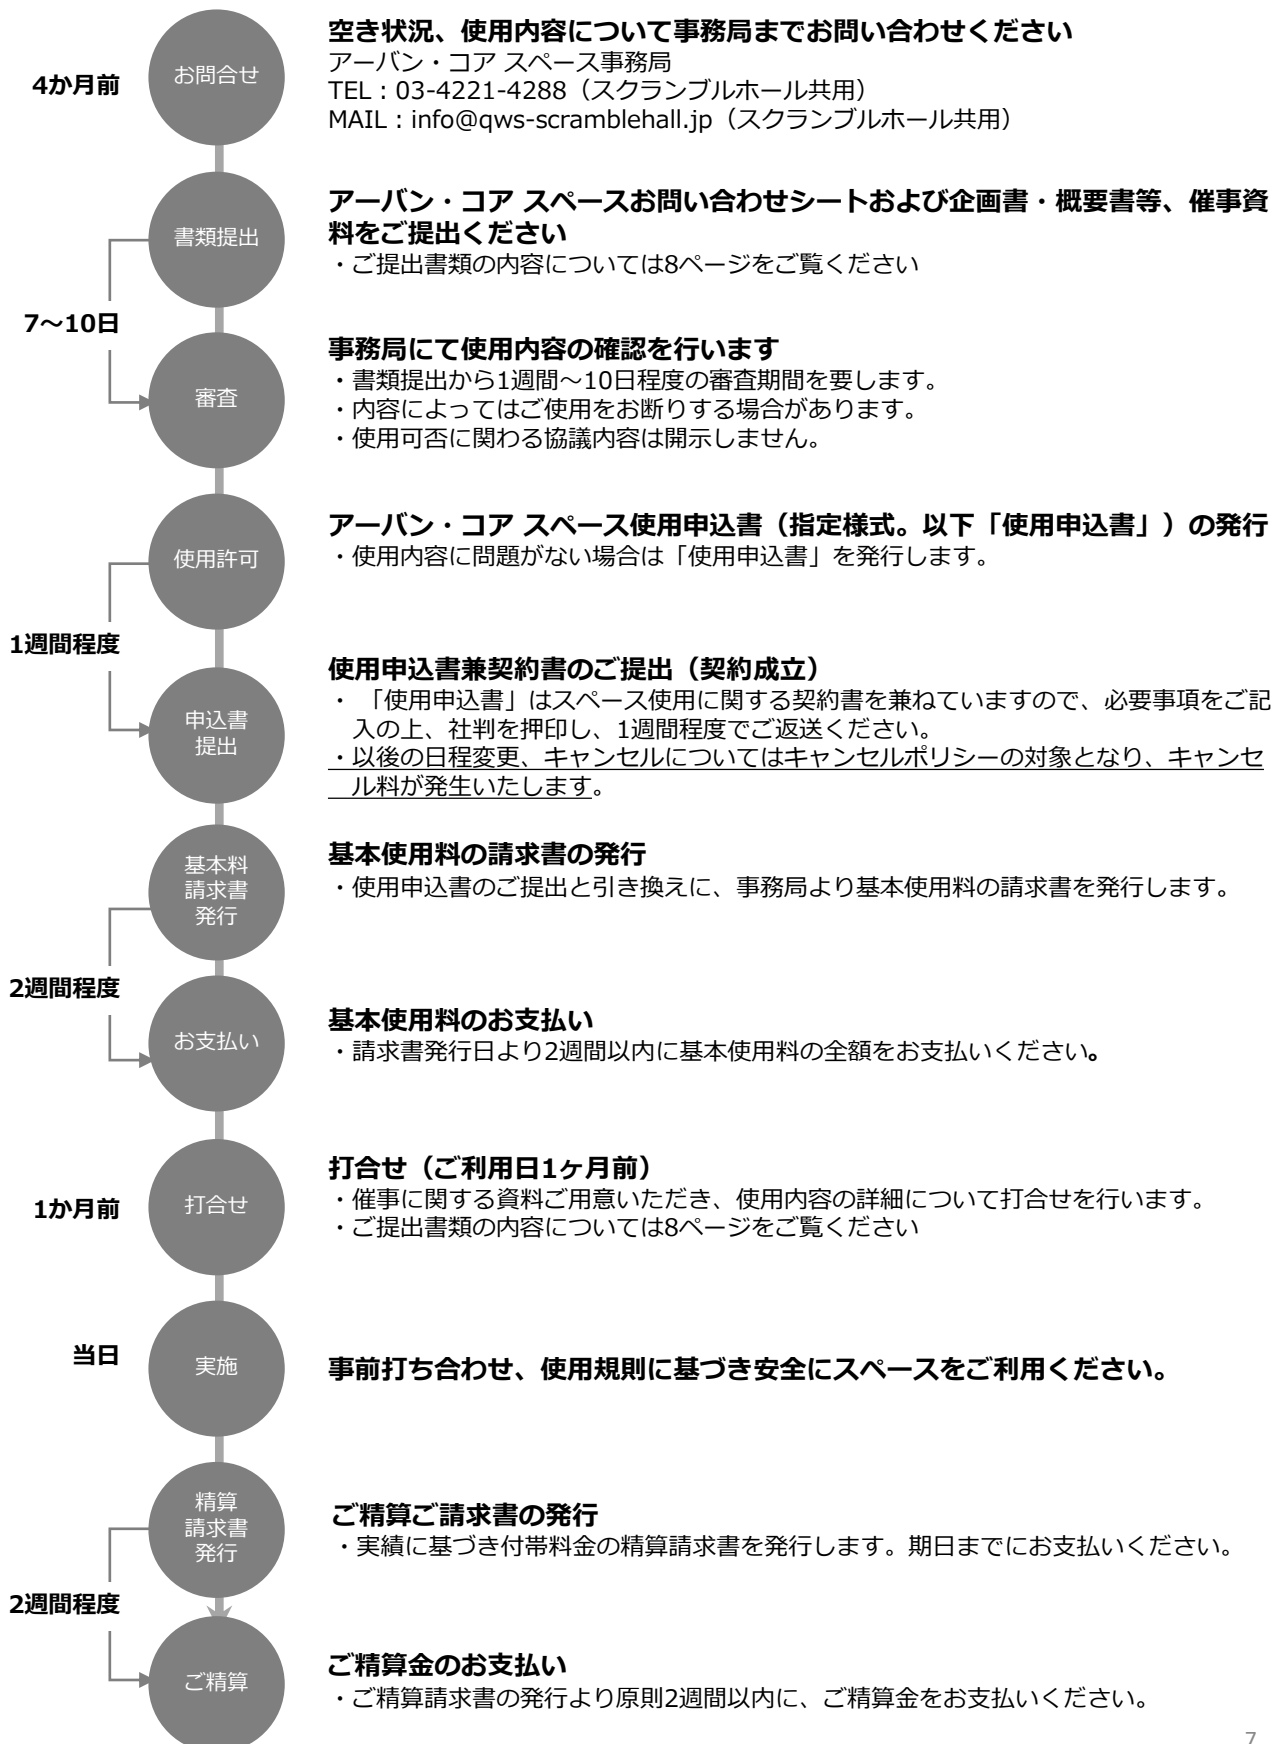 4か月前
お問合せ
空き状況、使用内容について事務局までお問い合わせください
アーバン・コア スペース事務局
TEL：03-4221-4288（スクランブルホール共用）
MAIL：info@qws-scramblehall.jp（スクランブルホール共用）
書類提出
アーバン・コア スペースお問い合わせシートおよび企画書・概要書等、催事資
料をご提出ください
・ご提出書類の内容については8ページをご覧ください
7～10日
審査
事務局にて使用内容の確認を行います
・書類提出から1週間～10日程度の審査期間を要します。
・内容によってはご使用をお断りする場合があります。
・使用可否に関わる協議内容は開示しません。
使用許可
アーバン・コア スペース使用申込書（指定様式。以下「使用申込書」）の発行
・使用内容に問題がない場合は「使用申込書」を発行します。
1週間程度
申込書
提出
使用申込書兼契約書のご提出（契約成立）
・ 「使用申込書」はスペース使用に関する契約書を兼ねていますので、必要事項をご記
入の上、社判を押印し、1週間程度でご返送ください。
・以後の日程変更、キャンセルについてはキャンセルポリシーの対象となり、キャンセ
ル料が発生いたします。
基本料
請求書
発行
基本使用料の請求書の発行
・使用申込書のご提出と引き換えに、事務局より基本使用料の請求書を発行します。
2週間程度
お支払い
基本使用料のお支払い
・請求書発行日より2週間以内に基本使用料の全額をお支払いください。
1か月前
打合せ
打合せ（ご利用日1ヶ月前）
・催事に関する資料ご用意いただき、使用内容の詳細について打合せを行います。
・ご提出書類の内容については8ページをご覧ください
当日
実施
事前打ち合わせ、使用規則に基づき安全にスペースをご利用ください。
精算
請求書
発行
ご精算ご請求書の発行
・実績に基づき付帯料金の精算請求書を発行します。期日までにお支払いください。
2週間程度
ご精算
ご精算金のお支払い
・ご精算請求書の発行より原則2週間以内に、ご精算金をお支払いください。
7